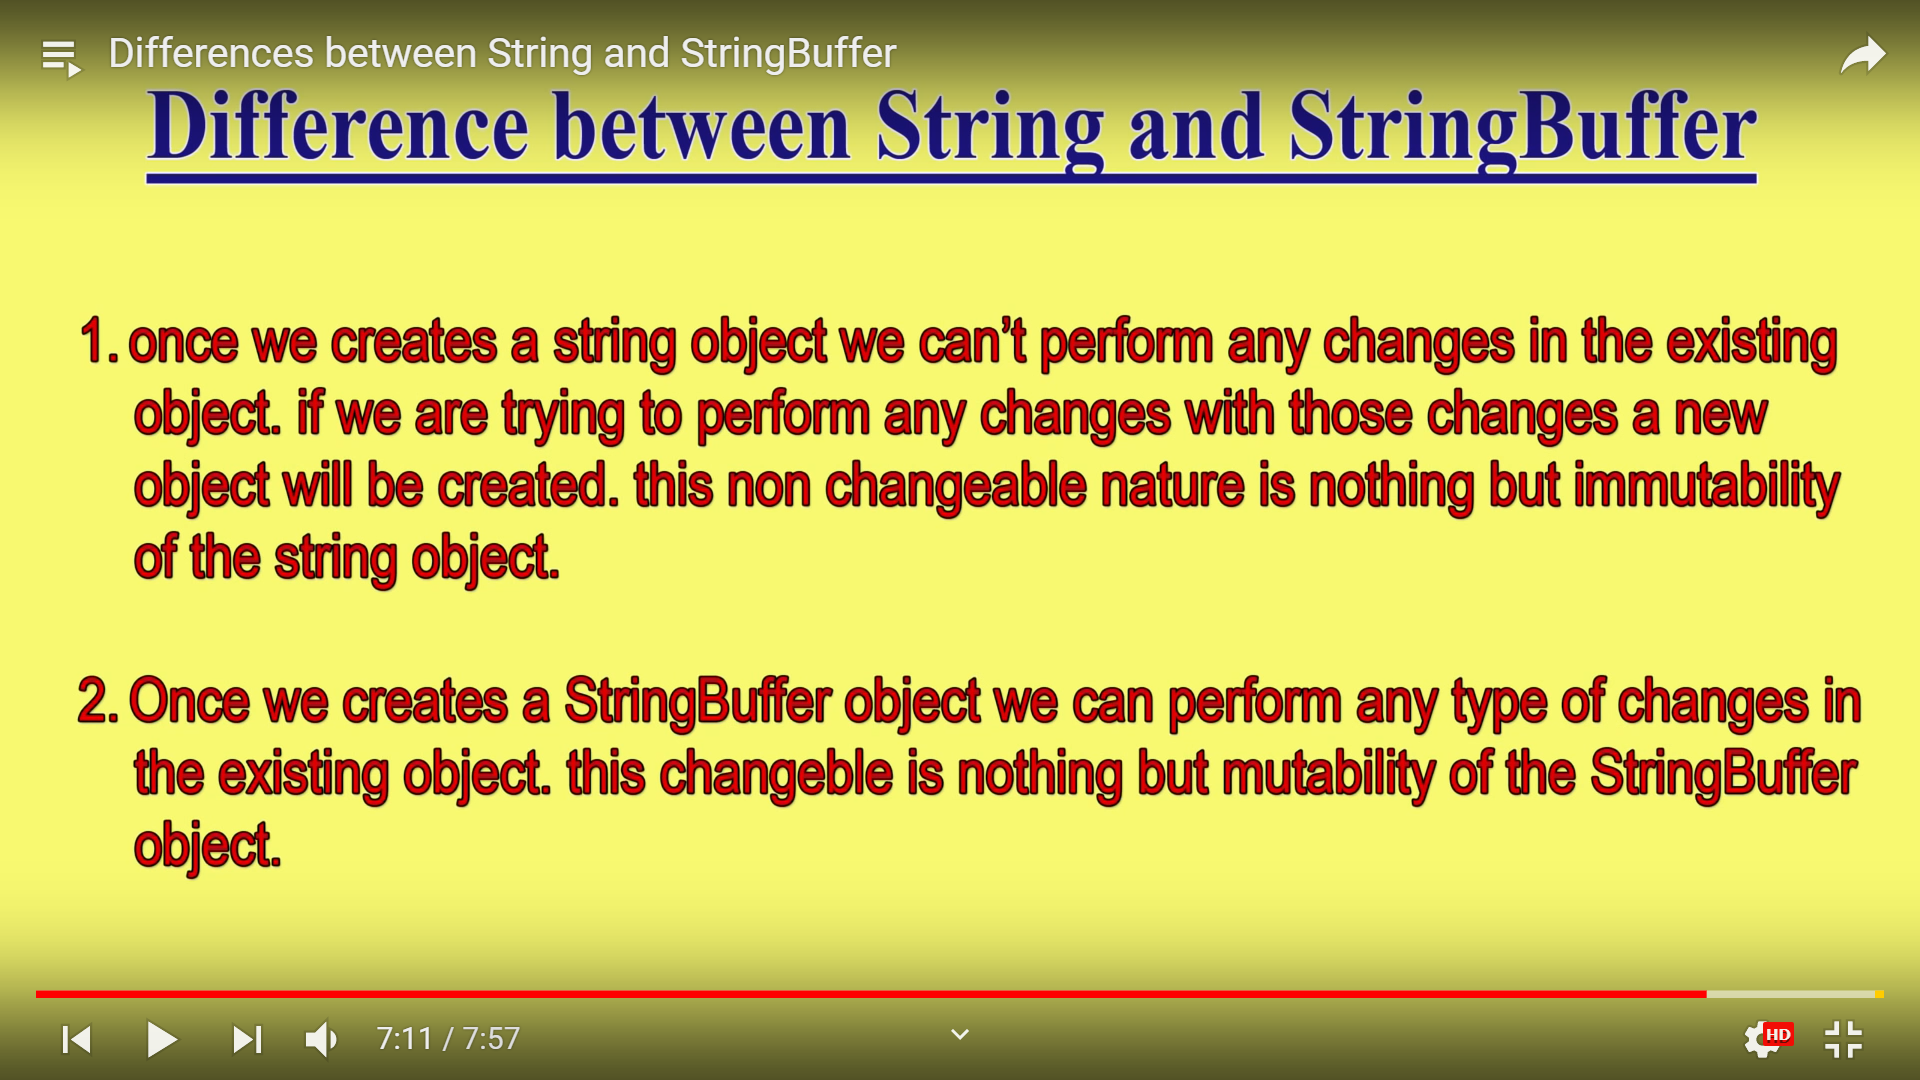 Differences between String and StringBuffer
Difference between String and StringBuffer
1. once we creates a string object we can't perform any changes in the existing
object. if we are trying to perform any changes with those changes a new
object will be created. this non changeable nature is nothing but immutability
of the string object.
2. Once we creates a StringBuffer object we can perform any type of changes in
the existing object. this changeble is nothing but mutability of the StringBuffer
object.
7:11 / 7:57
HD